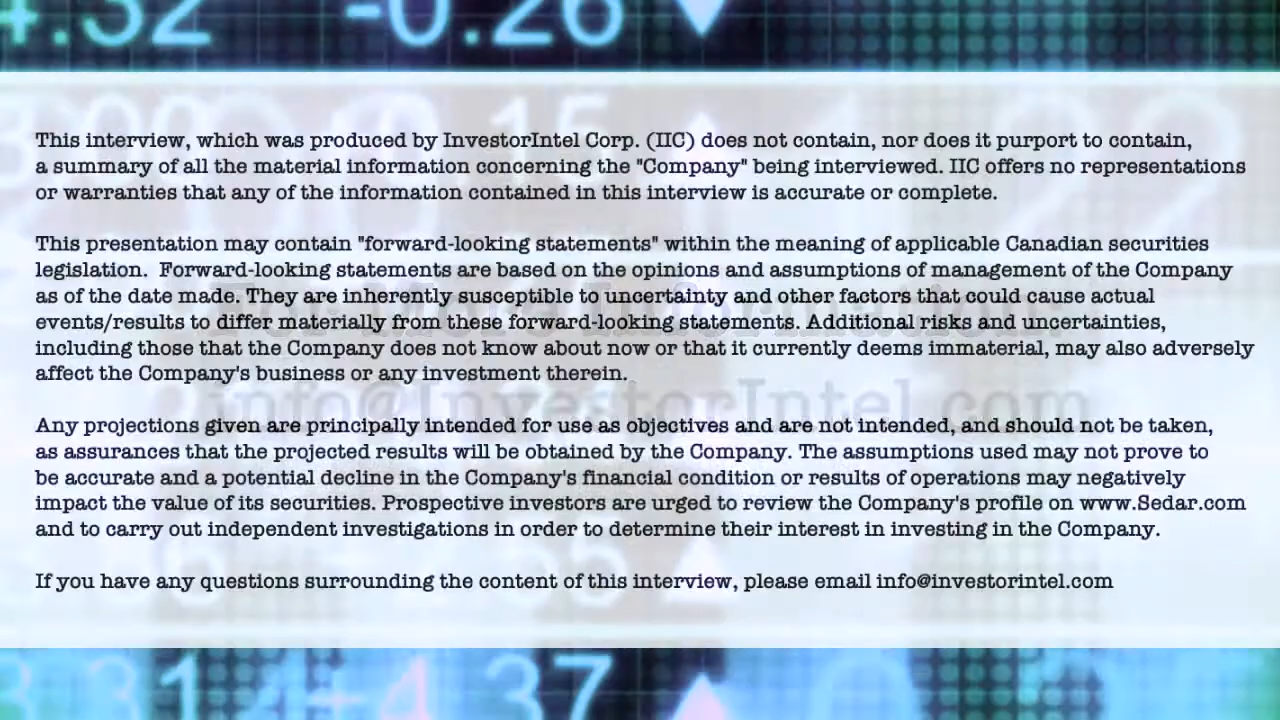 4.32 -0.26
This interview, which was produced by InvestorIntel Corp. (IIC) does not contain, nor does it purport to contain,
a summary of all the material information concerning the "Company" being interviewed. IIC offers no representations
or warranties that any of the information contained in this interview is accurate or complete.
This presentation may contain "forward-looking statements" within the meaning of applicable Canadian securities
legislation.  Forward-looking statements are based on the opinions and assumptions of management of the Company
as of the date made. They are inherently susceptible to uncertainty and other factors that could cause actual
events/results to differ materially from these forward-looking statements. Additional risks and uncertainties,
including those that the Company does not know about now or that it currently deems immaterial, may also adversely
affect the Company's business or any investment therein.
info@InvestorIntel.com
Any projections given are principally intended for use as objectives and are not intended, and should not be taken,
as assurances that the projected results will be obtained by the Company. The assumptions used may not prove to
be accurate and a potential decline in the Company's financial condition or results of operations may negatively
impact the value of its securities. Prospective investors are urged to review the Company's profile on www.Sedar.com
and to carry out independent investigations in order to determine their interest in investing in the Company.
If you have any questions surrounding the content of this interview, please email info@investorintel.com
+4.37